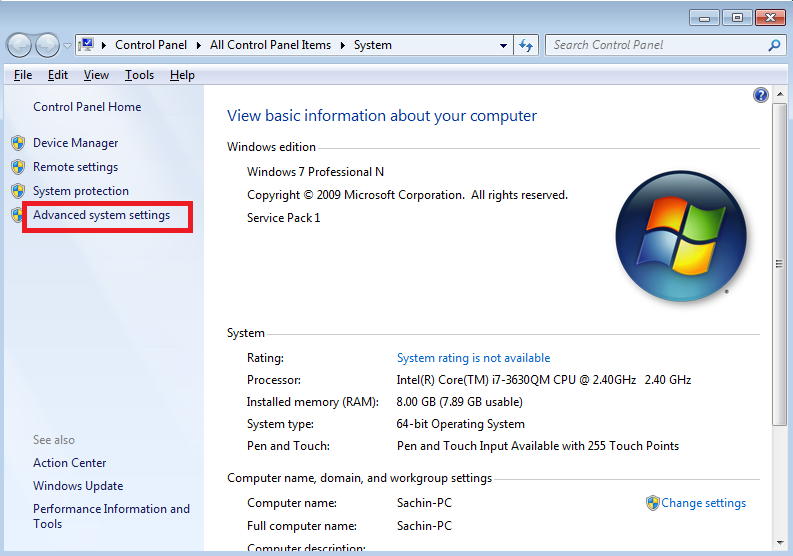 Control Panel All Control Panel Items System Search Control Panel
File Edit View Tools Help
Control Panel Home
Device Manager
Remote settings
System protection
Advanced system settings
See also
Action Center
Windows Update
Performance Information and
Tools
View basic information about your computer
Windows edition
Windows 7 Professional N
Copyright © 2009 Microsoft Corporation. All rights reserved.
Service Pack 1
System
Rating: System rating is not available
Processor: Intel(R) Core(TM) i7-3630QM CPU @ 2.40GHz 2.40 GHz
Installed memory (RAM): 8.00 GB (7.89 GB usable)
System type: 64-bit Operating System
Pen and Touch: Pen and Touch Input Available with 255 Touch Points
Computer name, domain, and workgroup settings
Computer name: Sachin-PC Change settings
Full computer name: Sachin-PC
Computer description: